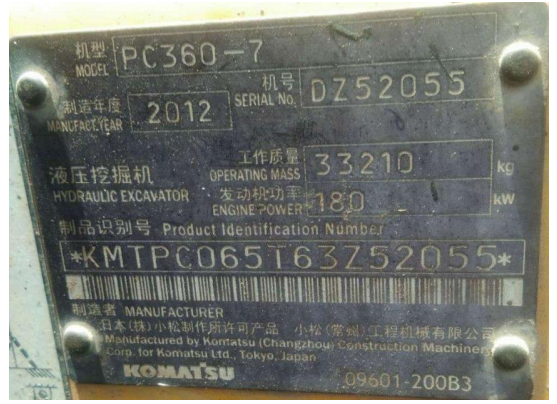 机型 MODEL PC360-7
机号 SERIAL No. DZ52055
制造年度 MANUFACT.YEAR 2012
工作质量 OPERATING MASS 33210 kg
液压挖掘机 HYDRAULIC EXCAVATOR
发动机功率 ENGINE POWER 180 kW
制品识别号 Product Identification Number
*KMTPC065T63Z52055*
制造者 MANUFACTURER
日本(株)小松制作所许可产品 小松(常州)工程机械有限公司
Manufactured by Komatsu (Changzhou) Construction Machinery
Corp. for Komatsu Ltd., Tokyo, Japan
KOMATSU
09601-200B3